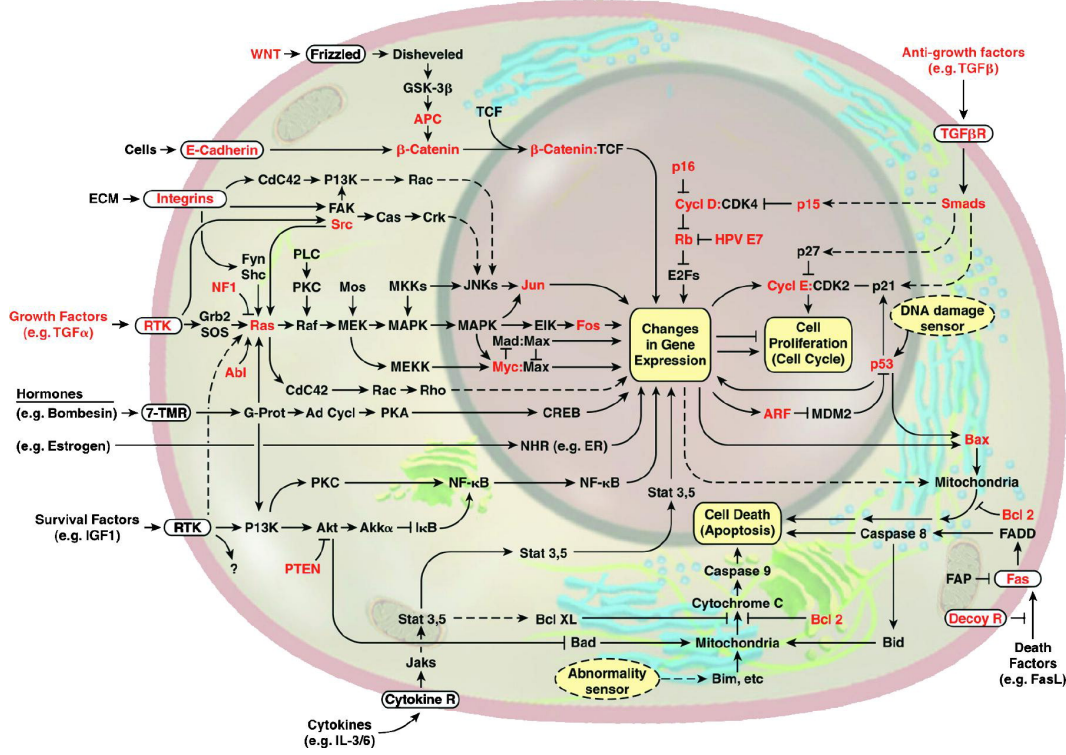 WNT
Frizzled
Disheveled
GSK-3β
APC
TCF
Cells
E-Cadherin
β-Catenin
β-Catenin:TCF
Anti-growth factors
(e.g. TGFβ)
TGFβR
ECM
Integrins
CdC42
P13K
Rac
FAK
Src
Cas
Crk
p16
Cycl D:CDK4
p15
Smads
Rb
HPV E7
E2Fs
p27
Cycl E:CDK2
p21
Fyn
Shc
PLC
NF1
PKC
Mos
MKKs
JNKs
Jun
Growth Factors
(e.g. TGFα)
RTK
Grb2
SOS
Ras
Raf
MEK
MAPK
MAPK
ElK
Fos
Mad:Max
Abl
MEKK
Myc:Max
CdC42
Rac
Rho
Changes
in Gene
Expression
Cell
Proliferation
(Cell Cycle)
DNA damage
sensor
p53
Hormones
(e.g. Bombesin)
7-TMR
G-Prot
Ad Cycl
PKA
CREB
ARF
MDM2
(e.g. Estrogen)
NHR (e.g. ER)
Bax
PKC
NF-κB
NF-κB
Stat 3,5
Mitochondria
Survival Factors
(e.g. IGF1)
RTK
P13K
Akt
Akkα
IκB
Cell Death
(Apoptosis)
Bcl 2
Caspase 8
FADD
?
PTEN
Stat 3,5
Caspase 9
FAP
Fas
Cytochrome C
Stat 3,5
Bcl XL
Bcl 2
Decoy R
Bad
Mitochondria
Bid
Jaks
Abnormality
sensor
Bim, etc
Death
Factors
(e.g. FasL)
Cytokine R
Cytokines
(e.g. IL-3/6)